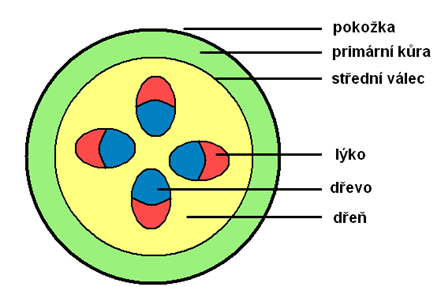 pokožka
primární kůra
střední válec
lýko
dřevo
dřeň